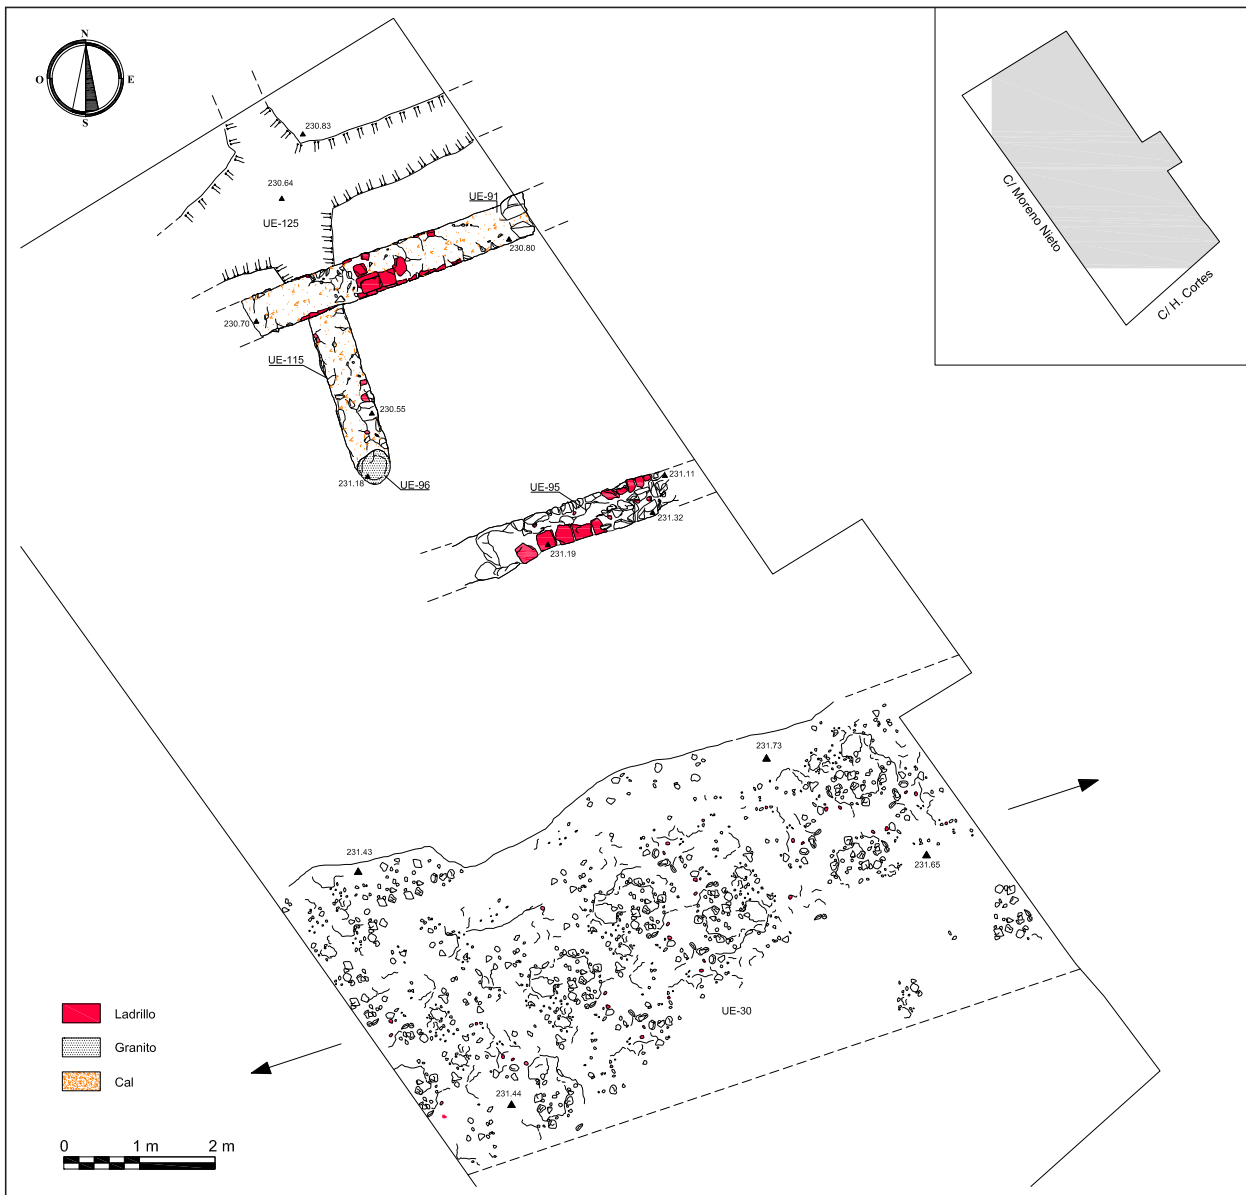 N
O
E
S
230.83
230.64
UE-125
UE-91
230.80
230.70
UE-115
230.55
231.18
UE-96
UE-95
231.11
231.32
231.19
C/ Moreno Nieto
C/ H. Cortes
231.73
231.43
231.65
UE-30
231.44
Ladrillo
Granito
Cal
0 1 m 2 m